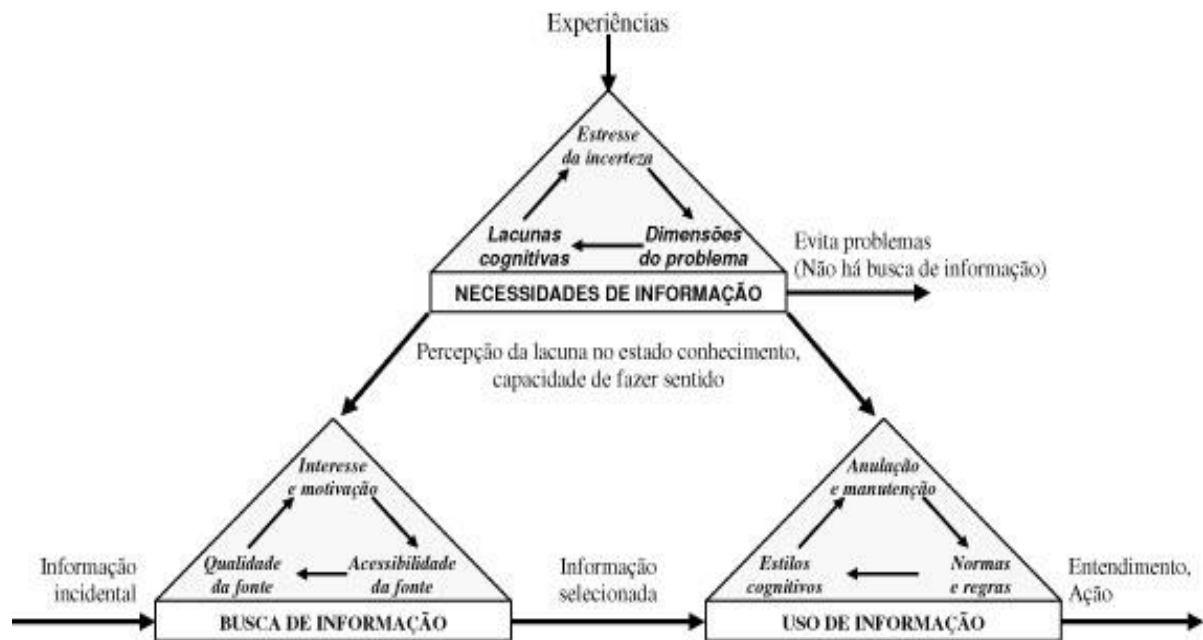 Experiências
Estresse
da incerteza
Lacunas
cognitivas
Dimensões
do problema
NECESSIDADES DE INFORMAÇÃO
Evita problemas
(Não há busca de informação)
Percepção da lacuna no estado conhecimento,
capacidade de fazer sentido
Informação
incidental
Interesse
e motivação
Qualidade
da fonte
Acessibilidade
da fonte
BUSCA DE INFORMAÇÃO
Informação
selecionada
Anulação
e manutenção
Estilos
cognitivos
Normas
e regras
USO DE INFORMAÇÃO
Entendimento,
Ação